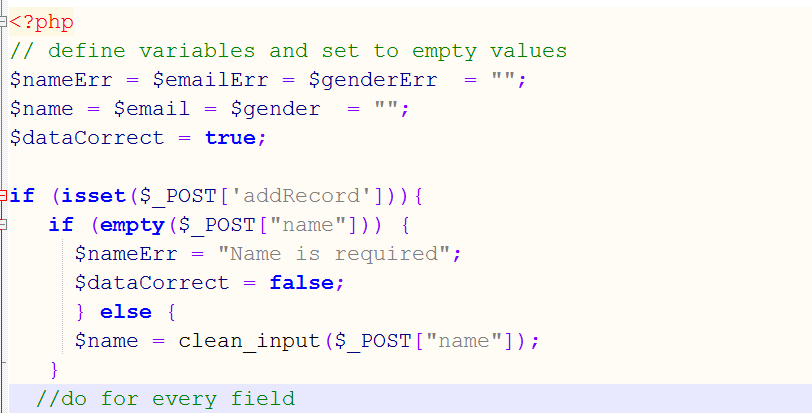 <?php
// define variables and set to empty values
$nameErr = $emailErr = $genderErr  = "";
$name = $email = $gender  = "";
$dataCorrect = true;

if (isset($_POST['addRecord'])){
   if (empty($_POST["name"])) {
     $nameErr = "Name is required";
     $dataCorrect = false;
     } else {
     $name = clean_input($_POST["name"]);
   }
  //do for every field